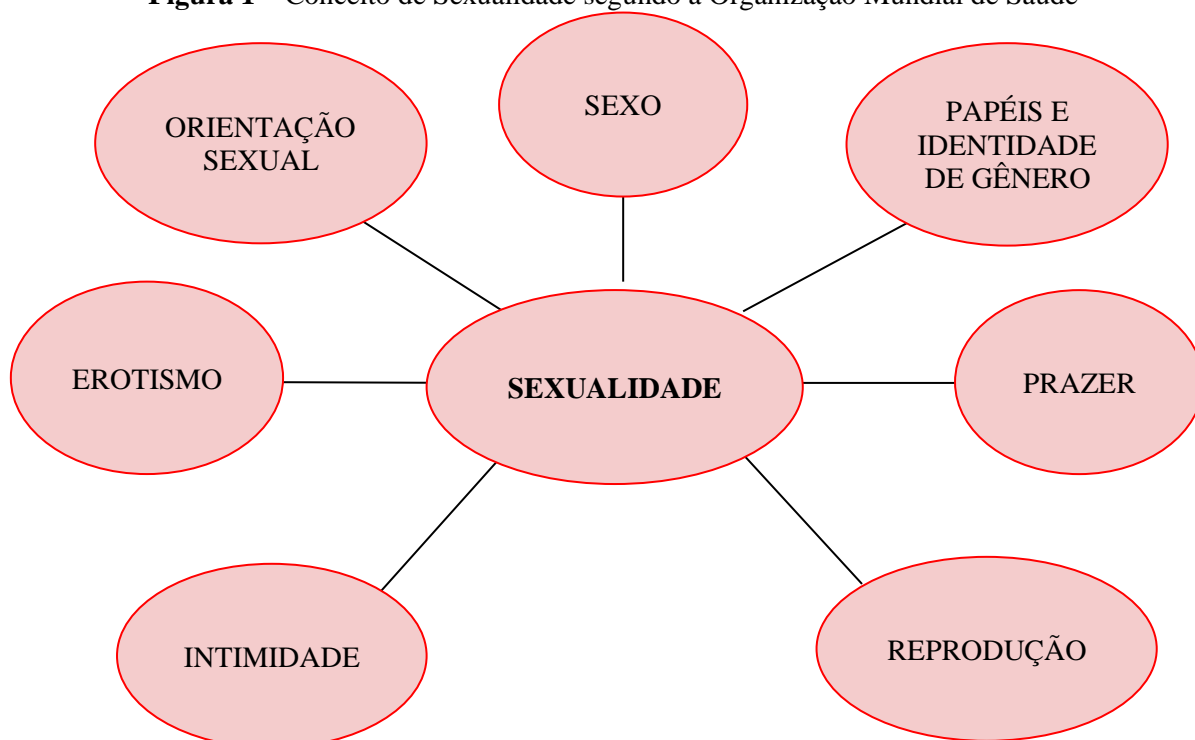 Figura 1 – Conceito de Sexualidade segundo a Organização Mundial de Saúde
SEXO
ORIENTAÇÃO
SEXUAL
PAPÉIS E
IDENTIDADE
DE GÊNERO
EROTISMO
SEXUALIDADE
PRAZER
INTIMIDADE
REPRODUÇÃO